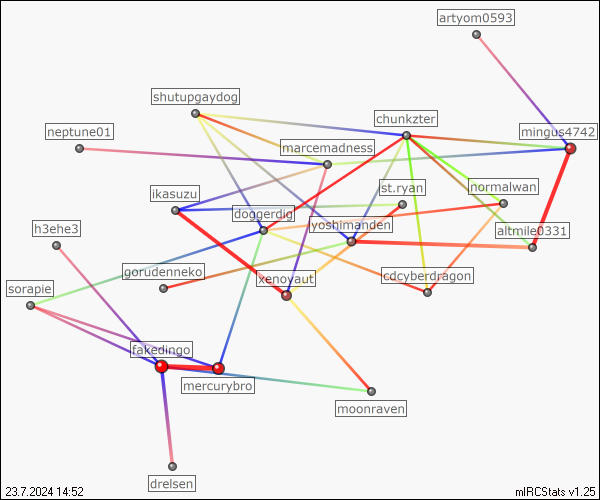 artyom0593
shutupgaydog
chunkzter
neptune01
mingus4742
marcemadness
ikasuzu
st.ryan
normalwan
doggerdig
h3ehe3
yoshimanden
altmile0331
gorudenneko
xenoyaut
cdcyberdragon
sorapie
fakedingo
mercurybro
moonraven
drelsen
23.7.2024 14:52
mIRCStats v1.25